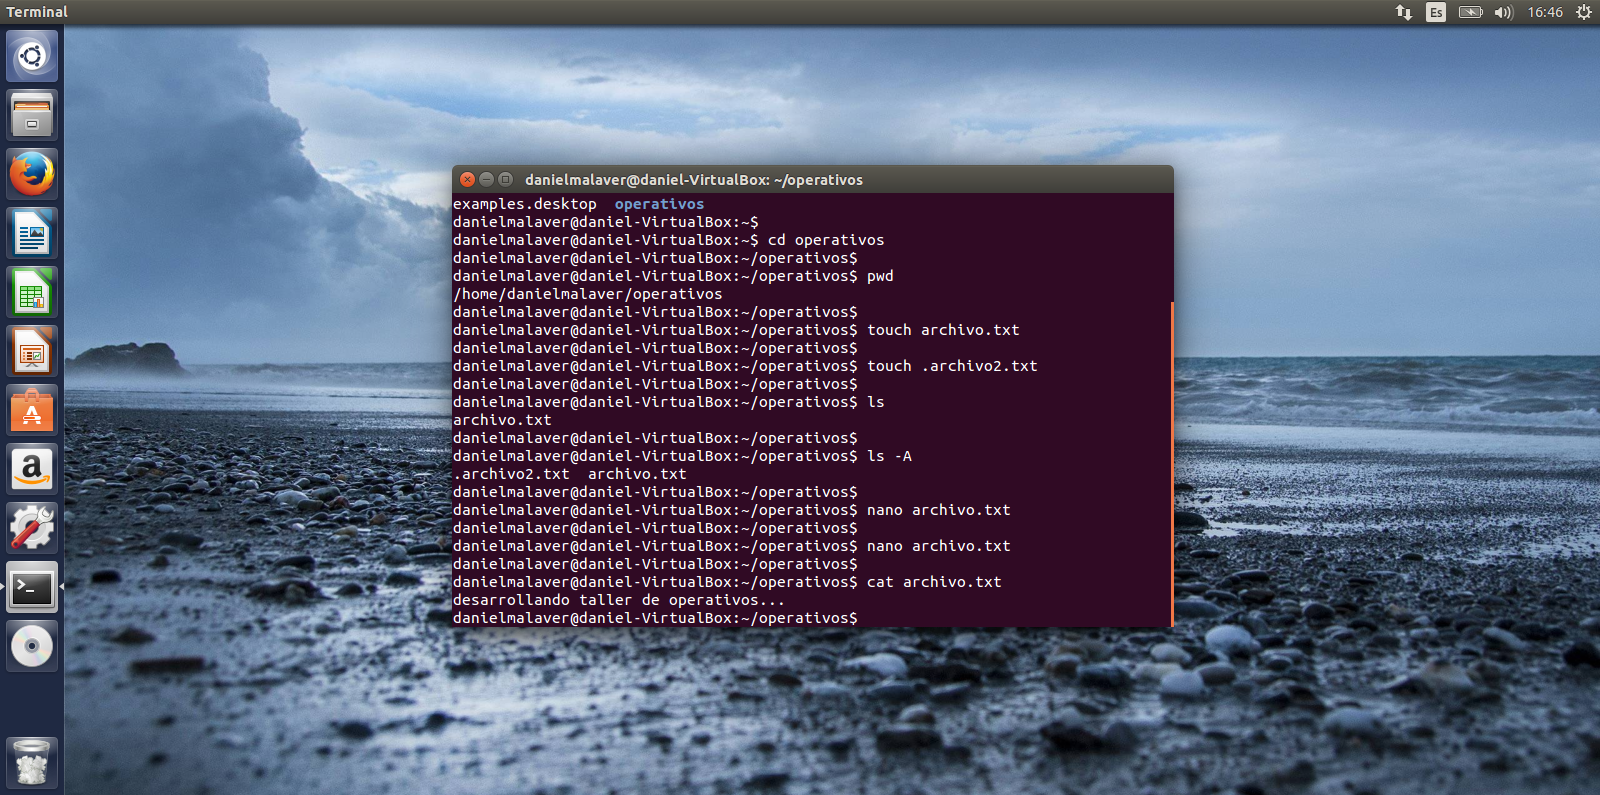 Terminal
Es
16:46
danielmalaver@daniel-VirtualBox: ~/operativos
examples.desktop  operativos
danielmalaver@daniel-VirtualBox:~$
danielmalaver@daniel-VirtualBox:~$ cd operativos
danielmalaver@daniel-VirtualBox:~/operativos$
danielmalaver@daniel-VirtualBox:~/operativos$ pwd
/home/danielmalaver/operativos
danielmalaver@daniel-VirtualBox:~/operativos$
danielmalaver@daniel-VirtualBox:~/operativos$ touch archivo.txt
danielmalaver@daniel-VirtualBox:~/operativos$
danielmalaver@daniel-VirtualBox:~/operativos$ touch .archivo2.txt
danielmalaver@daniel-VirtualBox:~/operativos$
danielmalaver@daniel-VirtualBox:~/operativos$ ls
archivo.txt
danielmalaver@daniel-VirtualBox:~/operativos$
danielmalaver@daniel-VirtualBox:~/operativos$ ls -A
.archivo2.txt  archivo.txt
danielmalaver@daniel-VirtualBox:~/operativos$
danielmalaver@daniel-VirtualBox:~/operativos$ nano archivo.txt
danielmalaver@daniel-VirtualBox:~/operativos$
danielmalaver@daniel-VirtualBox:~/operativos$ nano archivo.txt
danielmalaver@daniel-VirtualBox:~/operativos$
danielmalaver@daniel-VirtualBox:~/operativos$ cat archivo.txt
desarrollando taller de operativos...
danielmalaver@daniel-VirtualBox:~/operativos$